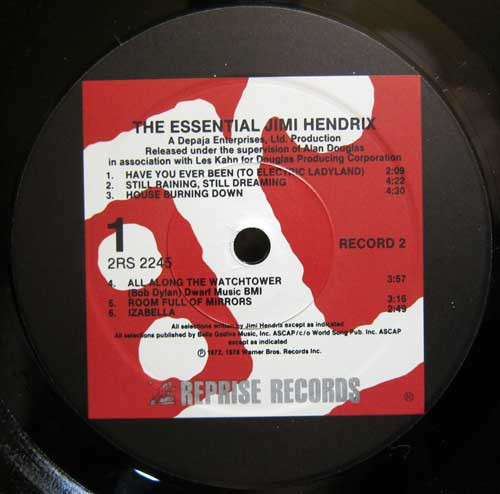 THE ESSENTIAL JIMI HENDRIX
A Depaja Enterprises, Ltd. Production
Released under the supervision of Alan Douglas
in association with Les Kahn for Douglas Producing Corporation
1. HAVE YOU EVER BEEN (TO ELECTRIC LADYLAND) 2:09
2. STILL RAINING, STILL DREAMING 4:22
3. HOUSE BURNING DOWN 4:30
1 RECORD 2
2RS 2245
4. ALL ALONG THE WATCHTOWER 3:57
(Bob Dylan) Dwarf Music BMI
5. ROOM FULL OF MIRRORS 3:16
6. IZABELLA 2:49
All selections written by Jimi Hendrix except as indicated
All selections published by Bella Godiva Music, Inc. ASCAP/c/o World Song Pub. Inc. ASCAP
except as indicated
Ⓟ 1972, 1978 Warner Bros. Records Inc.
REPRISE RECORDS ®